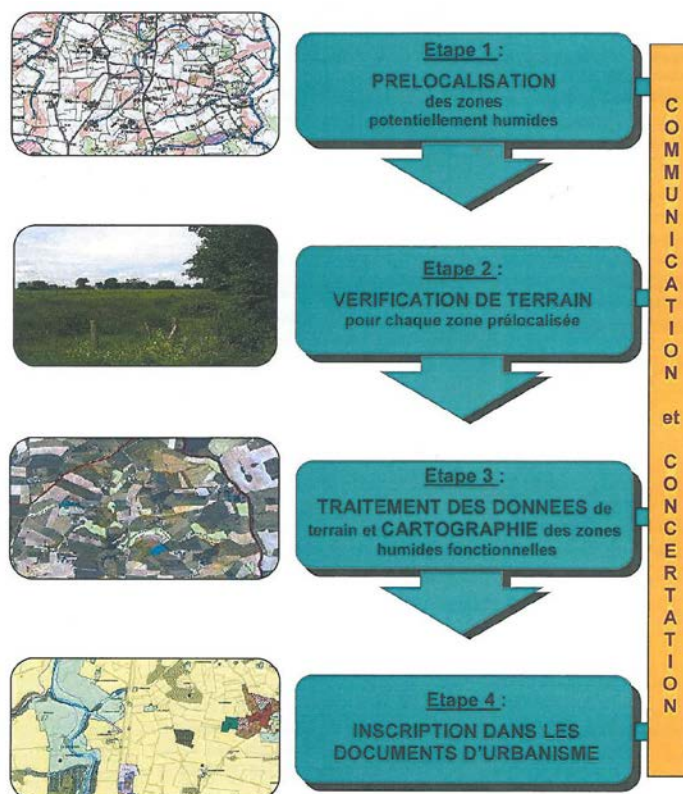 Etape 1 :
PRELOCALISATION
des zones
potentiellement humides
Etape 2 :
VERIFICATION DE TERRAIN
pour chaque zone prélocalisée
Etape 3 :
TRAITEMENT DES DONNEES de
terrain et CARTOGRAPHIE des zones
humides fonctionnelles
Etape 4 :
INSCRIPTION DANS LES
DOCUMENTS D'URBANISME
COMMUNICATION et CONCERTATION